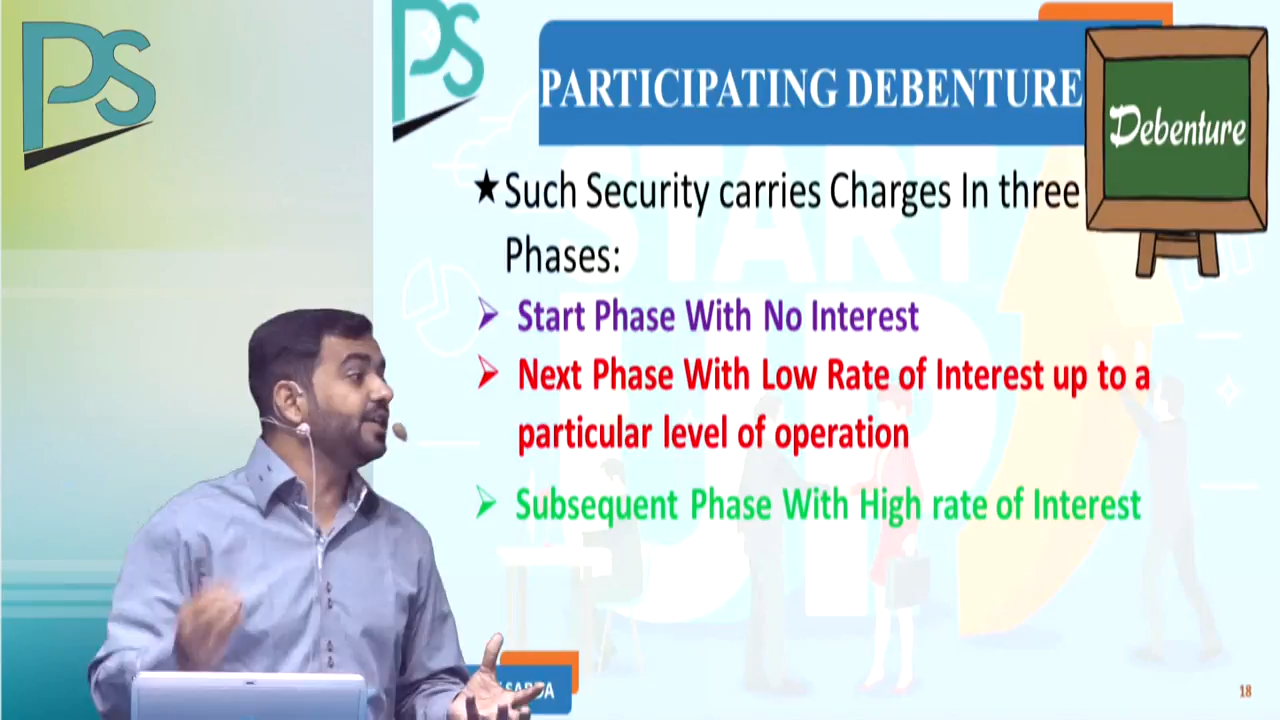 PS
PS
PARTICIPATING DEBENTURE
Debenture
★Such Security carries Charges In three
Phases:
➢ Start Phase With No Interest
➢ Next Phase With Low Rate of Interest up to a
particular level of operation
➢ Subsequent Phase With High rate of Interest
START
UP
18